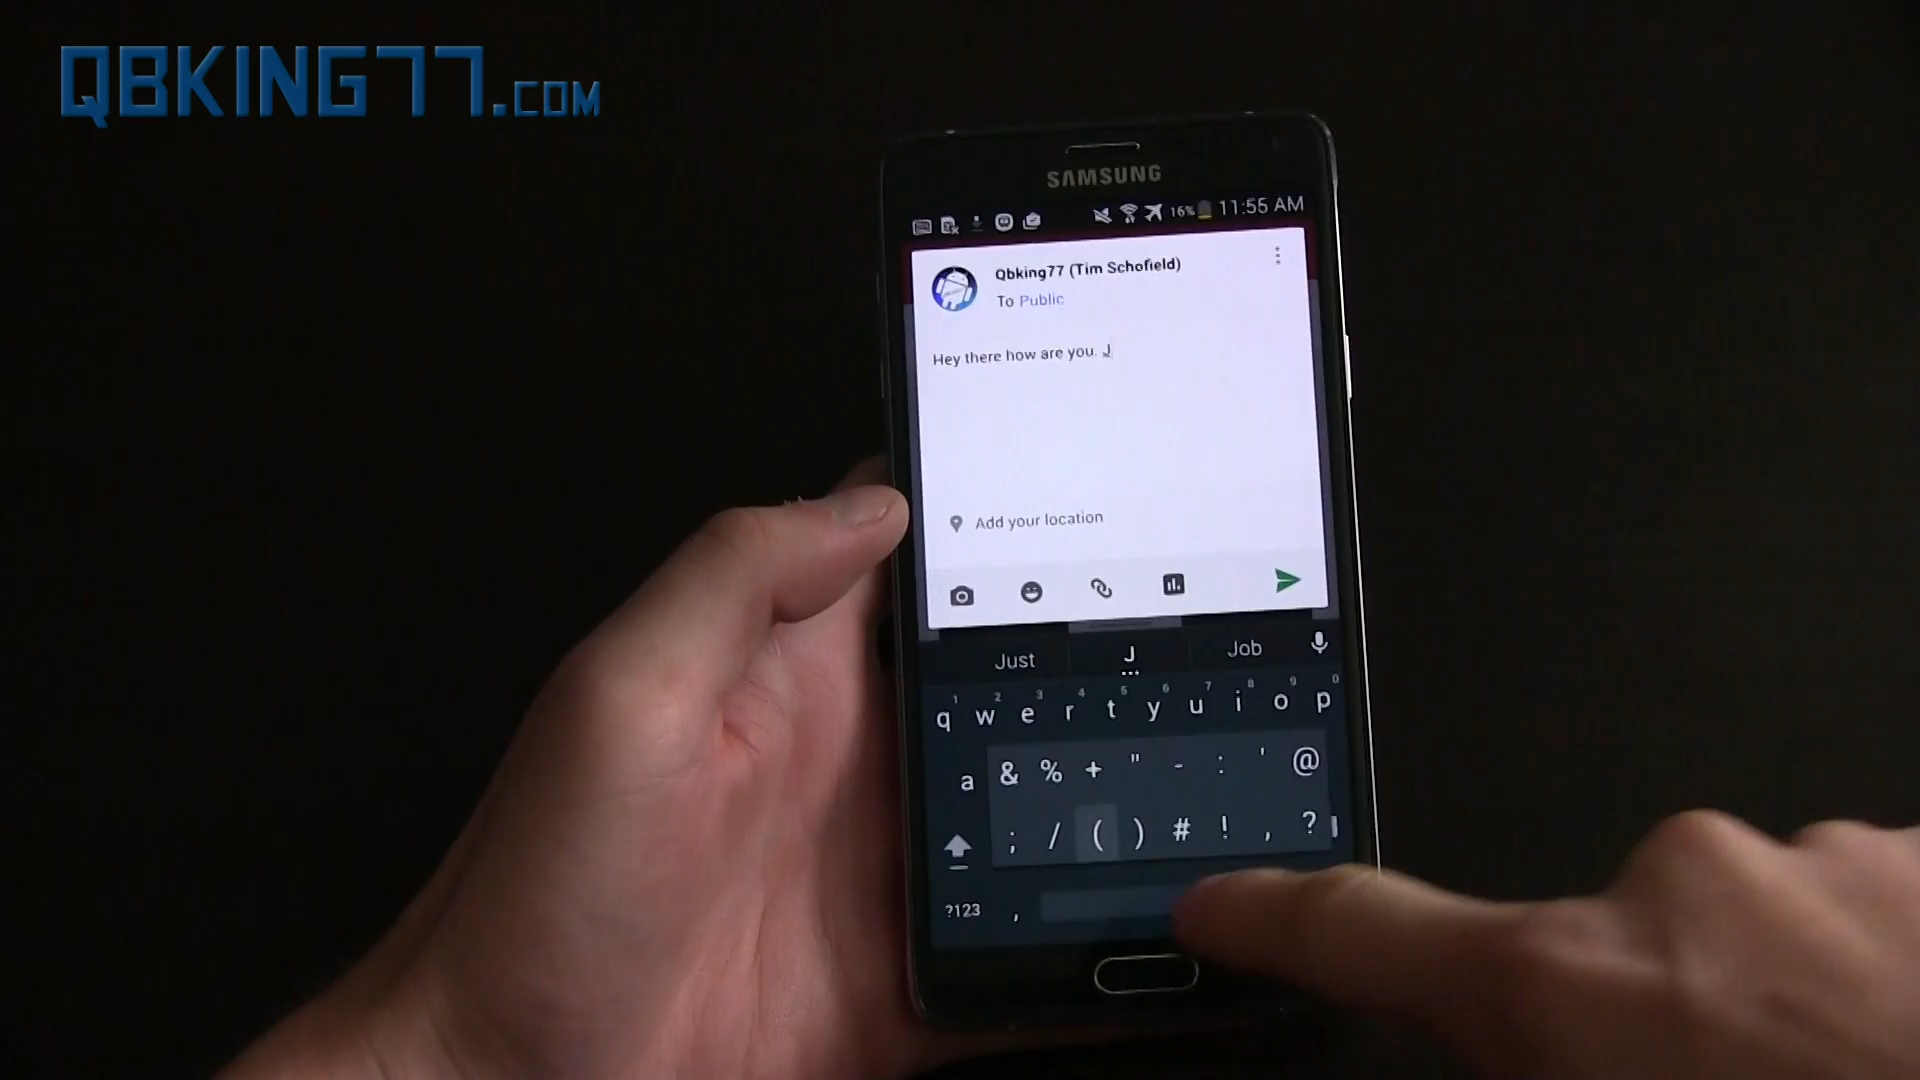 QBKING77.COM
SAMSUNG
16% 11:55 AM
Qbking77 (Tim Schofield)
To Public
Hey there how are you. J
Add your location
Just J Job
1 2 3 4 5 6 7 8 9 0
q w e r t y u i o p
a & % + " - : ' @
; / ( ) # ! , ?
?123 ,